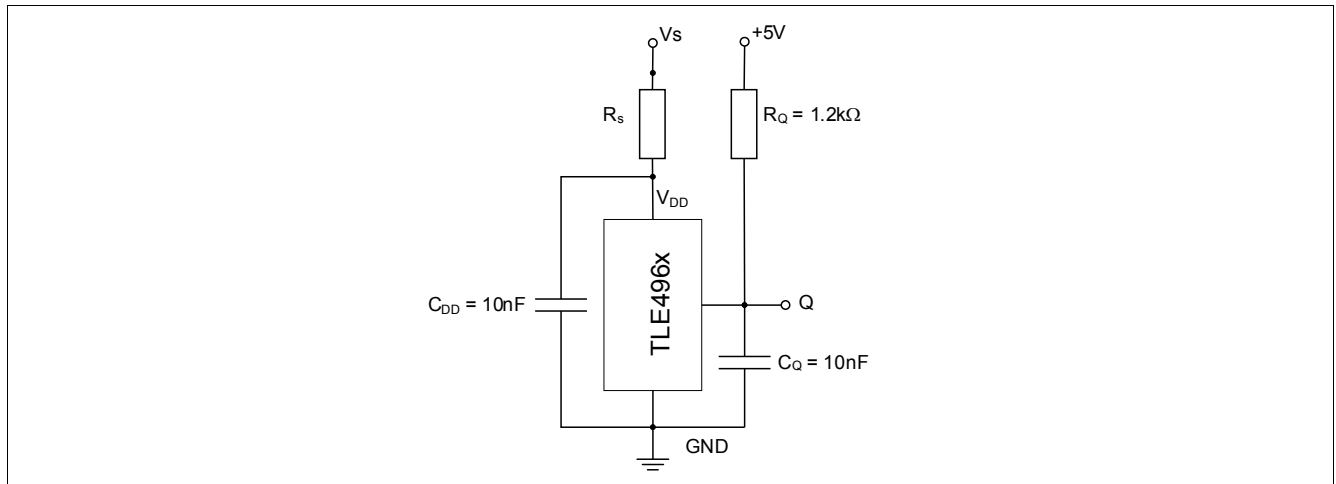 Vs
+5V
Rs
RQ = 1.2kΩ
VDD
TLE496x
CDD = 10nF
Q
CQ = 10nF
GND